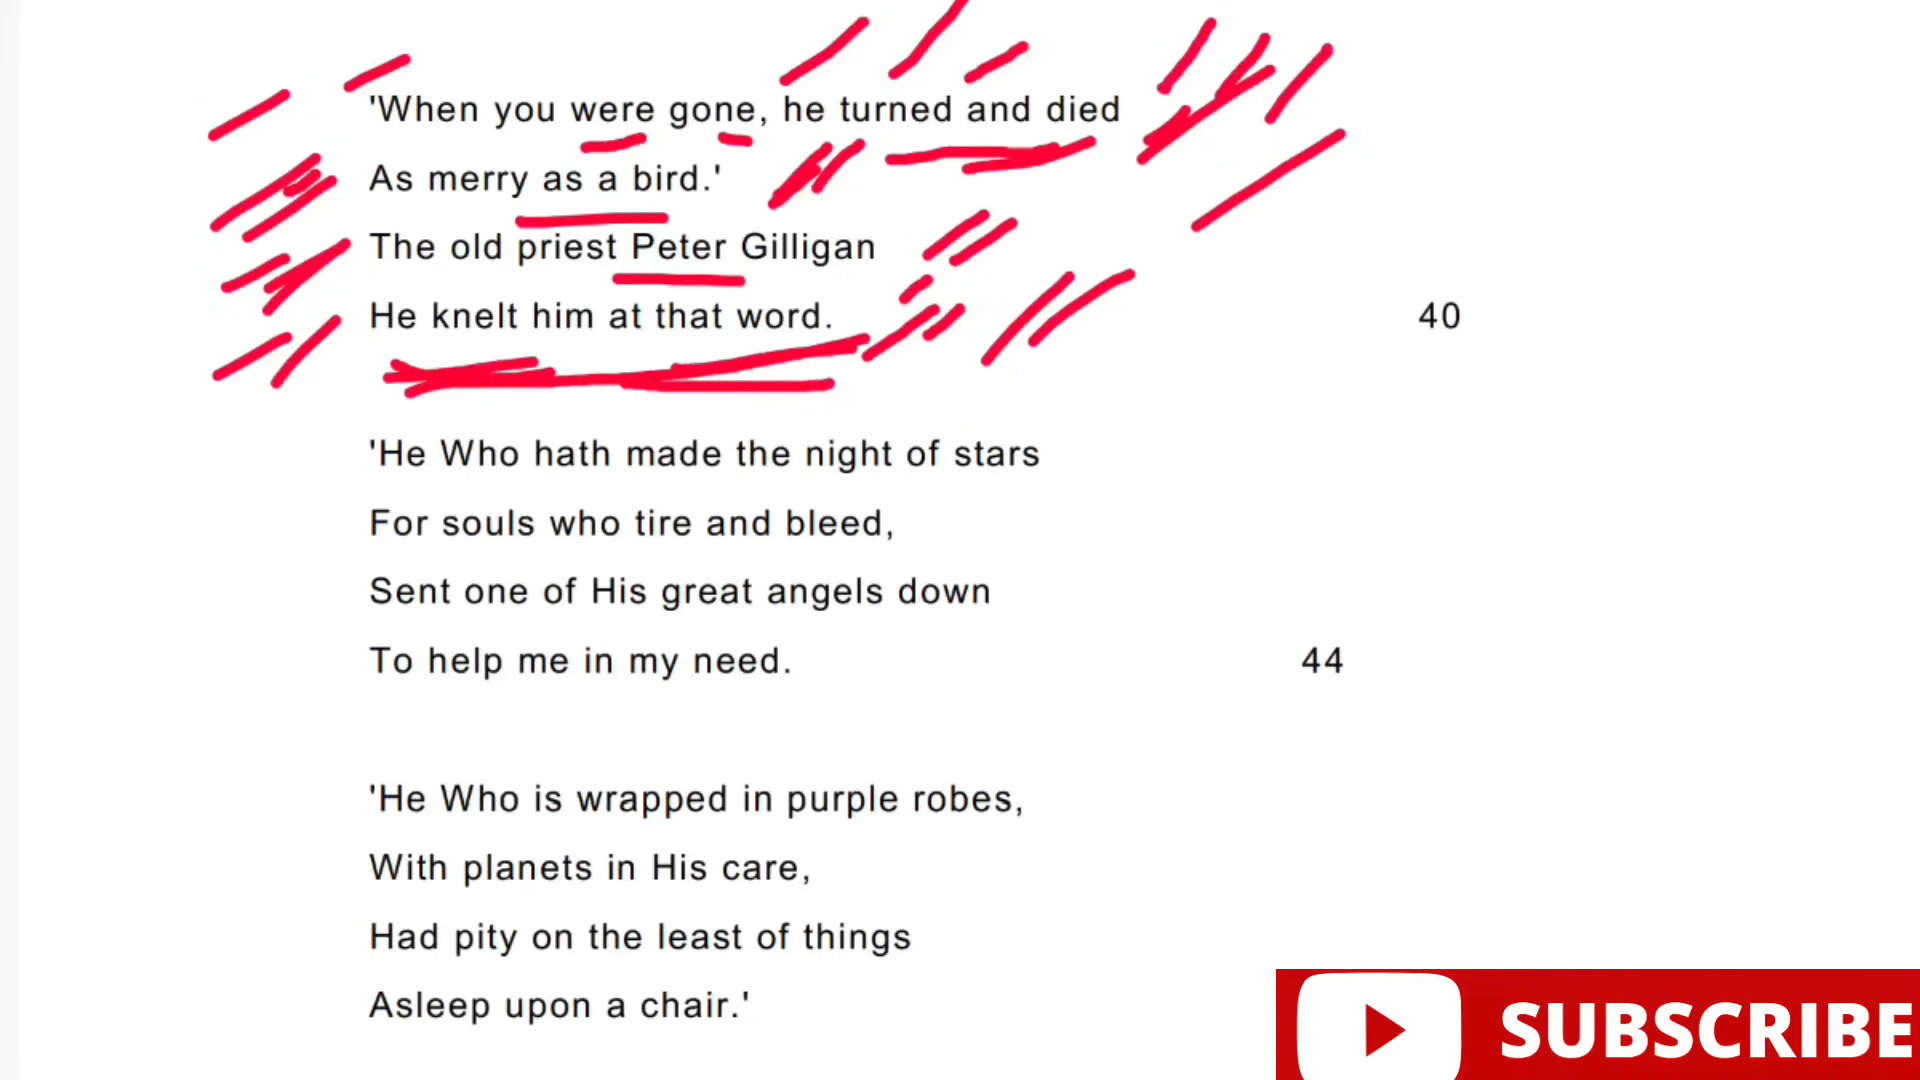 'When you were gone, he turned and died
As merry as a bird.'
The old priest Peter Gilligan
He knelt him at that word. 40
'He Who hath made the night of stars
For souls who tire and bleed,
Sent one of His great angels down
To help me in my need. 44
'He Who is wrapped in purple robes,
With planets in His care,
Had pity on the least of things
Asleep upon a chair.'
SUBSCRIBE